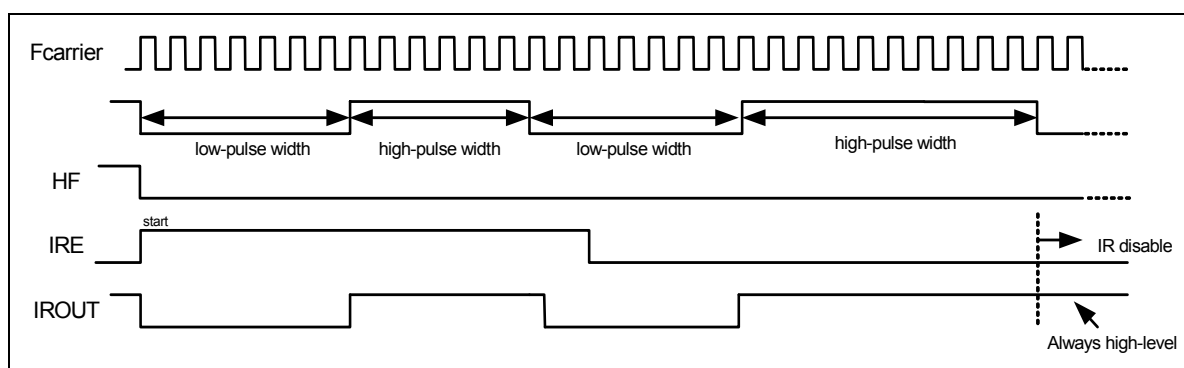 Fcarrier
low-pulse width high-pulse width low-pulse width high-pulse width
HF
start
IRE
IR disable
IROUT
Always high-level